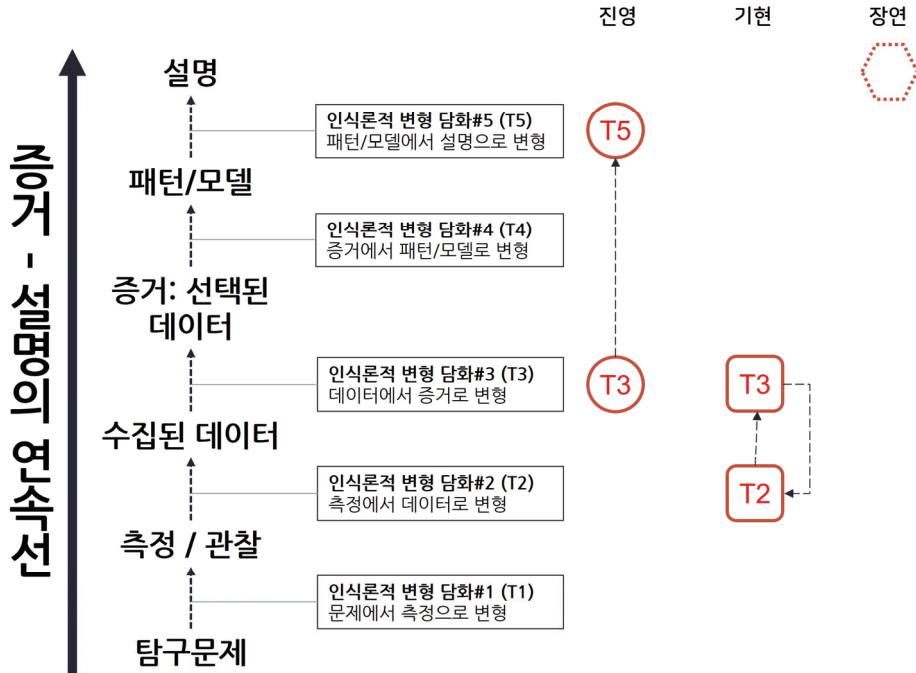 진영
기현
장연
증거 - 설명의 연속선
설명
인식론적 변형 담화#5 (T5)
패턴/모델에서 설명으로 변형
T5
패턴/모델
인식론적 변형 담화#4 (T4)
증거에서 패턴/모델로 변형
증거: 선택된
데이터
인식론적 변형 담화#3 (T3)
데이터에서 증거로 변형
T3
T3
수집된 데이터
인식론적 변형 담화#2 (T2)
측정에서 데이터로 변형
T2
측정 / 관찰
인식론적 변형 담화#1 (T1)
문제에서 측정으로 변형
탐구문제